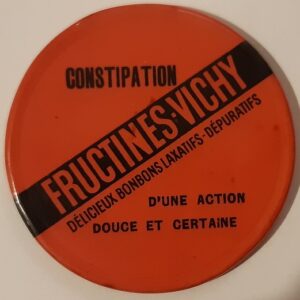 CONSTIPATION
FRUCTINES-VICHY
DÉLICIEUX BONBONS LAXATIFS-DÉPURATIFS
D'UNE ACTION
DOUCE ET CERTAINE